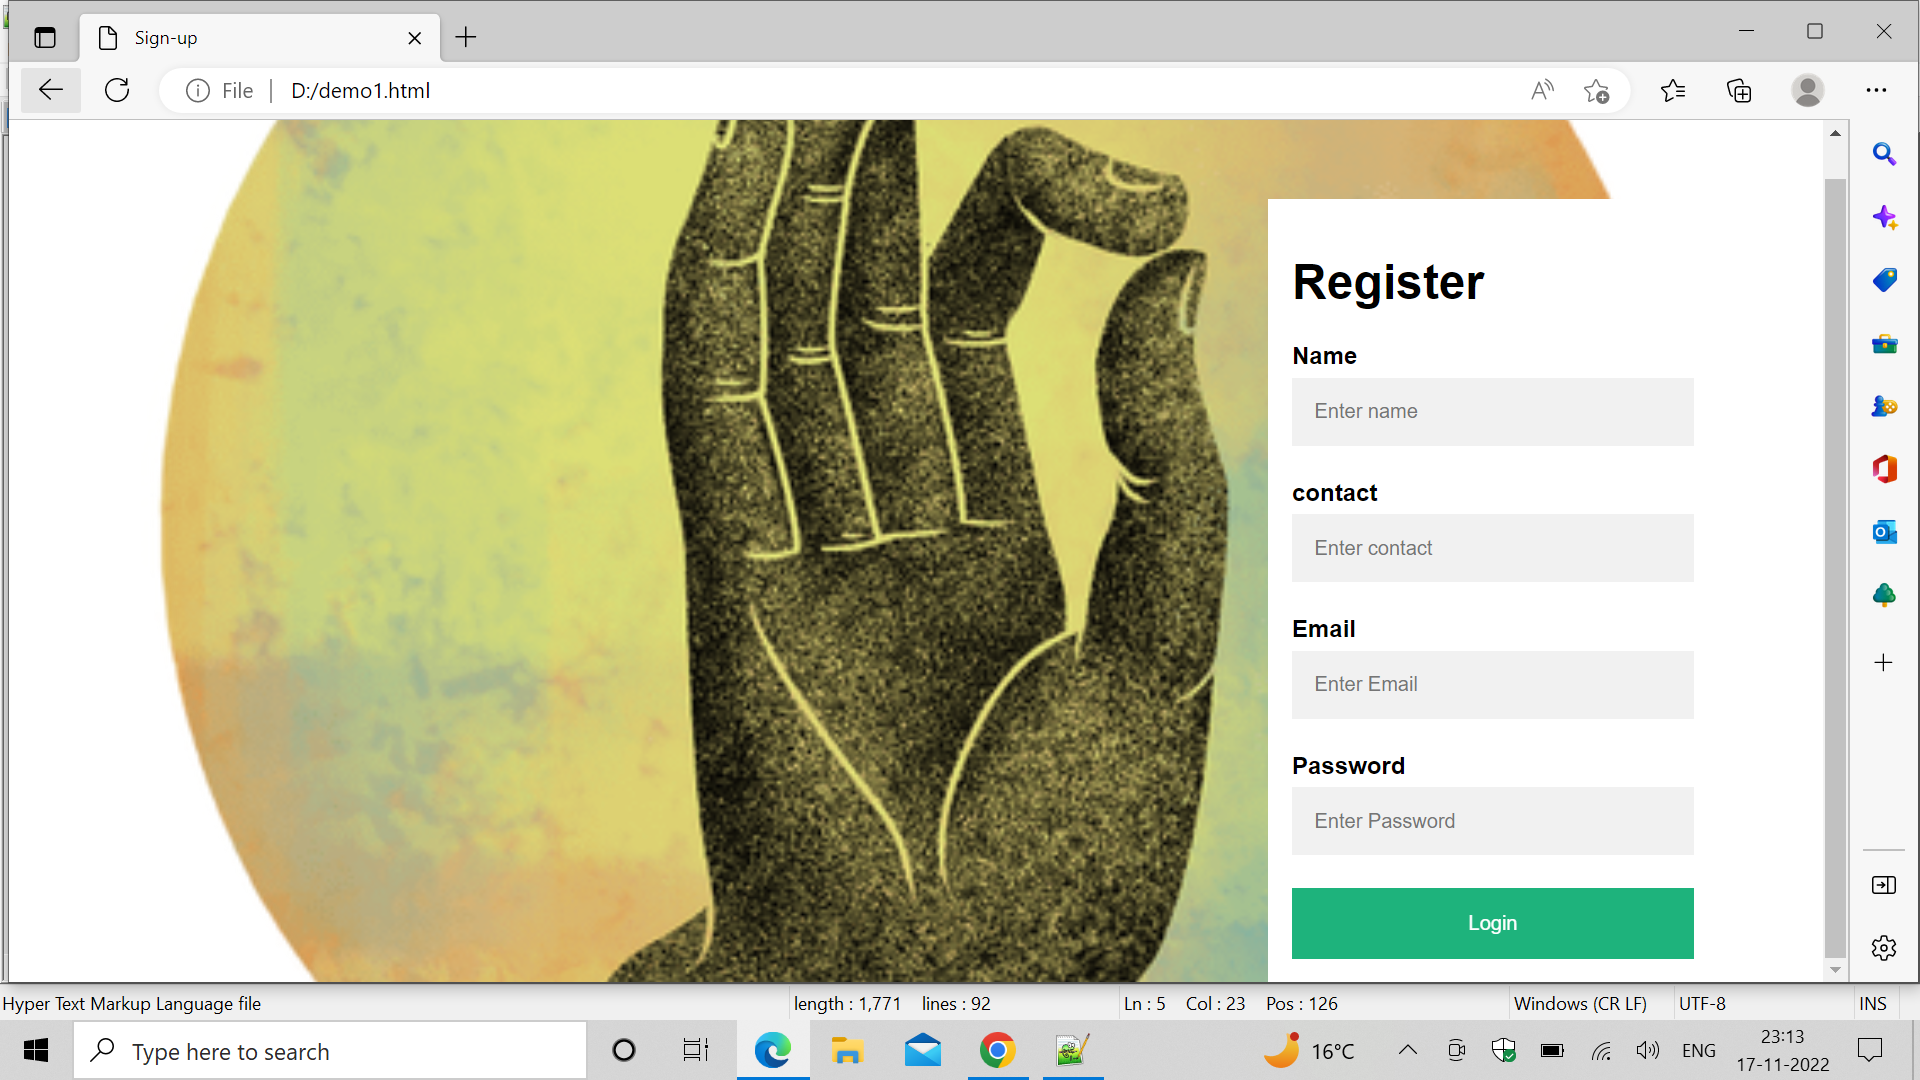 Sign-up
File
D:/demo1.html
Register
Name
Enter name
contact
Enter contact
Email
Enter Email
Password
Enter Password
Login
Hyper Text Markup Language file
length : 1,771 lines : 92
Ln : 5 Col : 23 Pos : 126
Windows (CR LF)
UTF-8
INS
Type here to search
16°C
ENG
23:13
17-11-2022